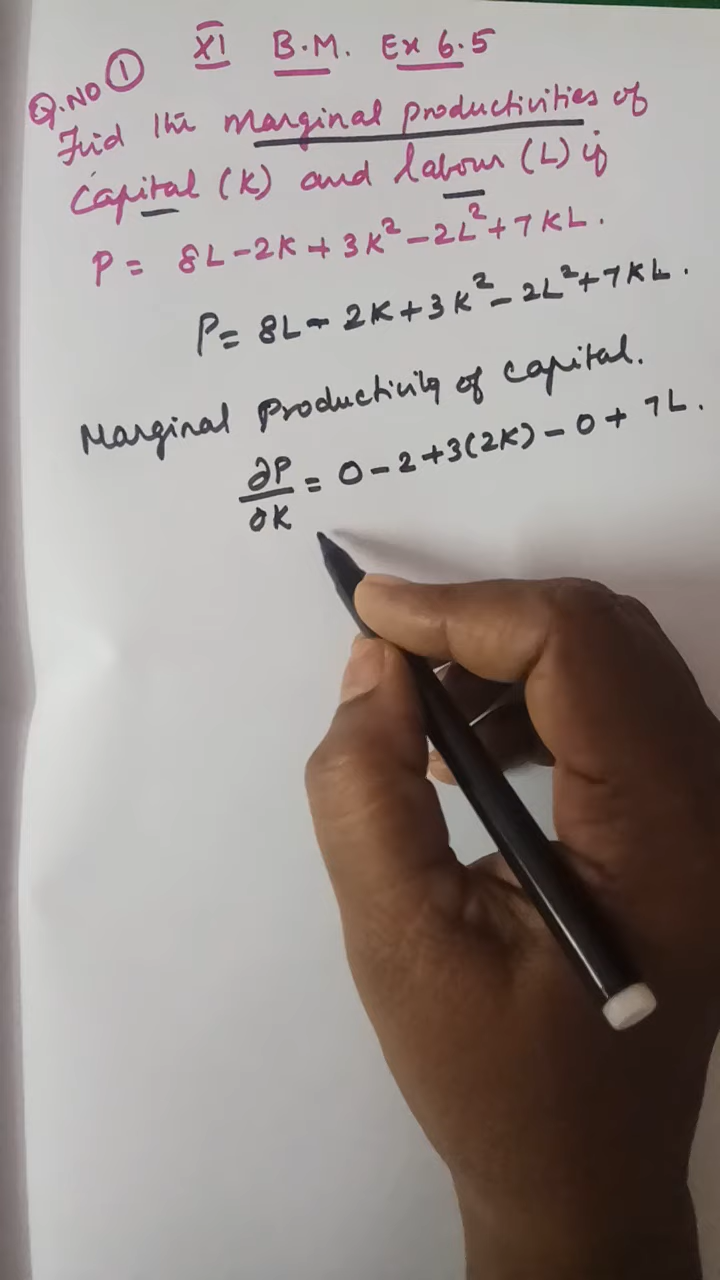 XI B.M. Ex 6.5
Q.NO 1
Find the marginal productivities of
Capital (K) and labour (L) if
P = 8L - 2K + 3K² - 2L² + 7KL.
P = 8L - 2K + 3K² - 2L² + 7KL.
Marginal Productivity of capital.
∂P/∂K = 0 - 2 + 3(2K) - 0 + 7L.